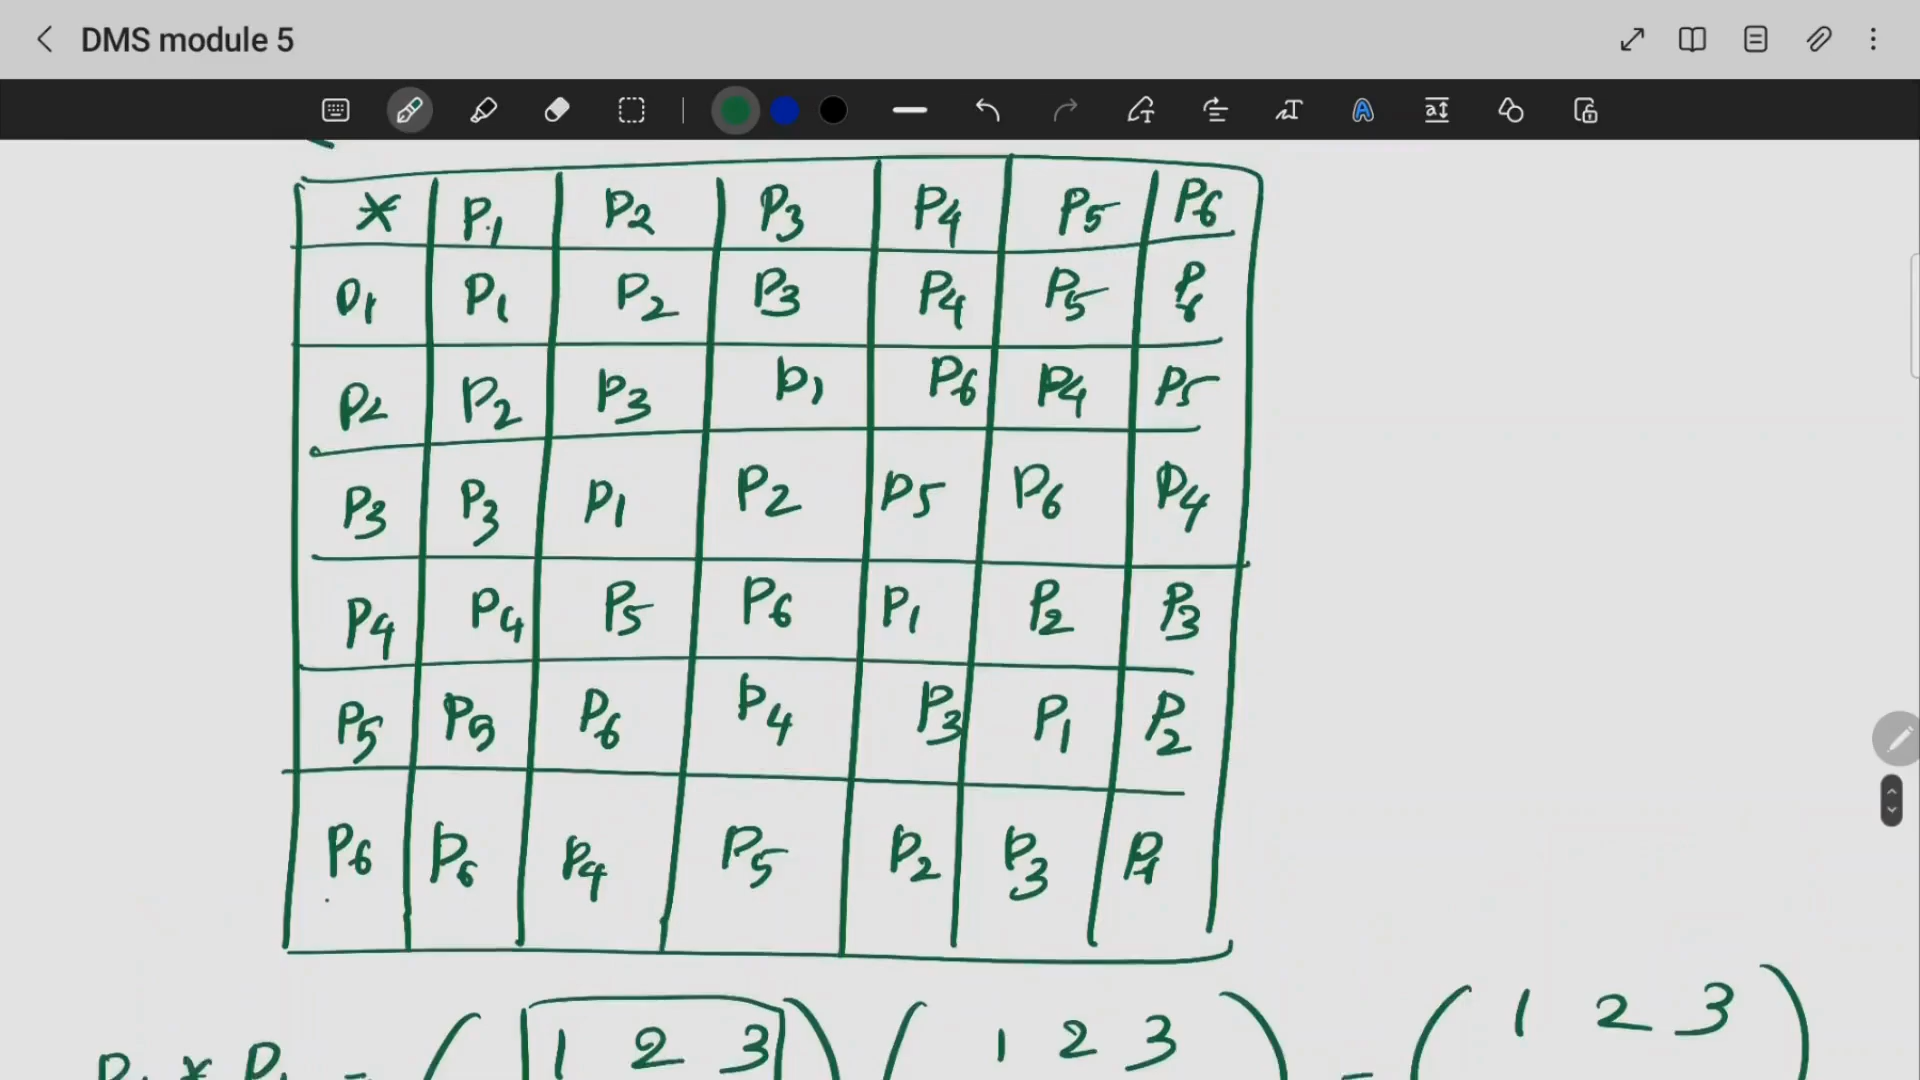 DMS module 5
* P1 P2 P3 P4 P5 P6
P1 P1 P2 P3 P4 P5 P6
P2 P2 P3 P1 P6 P4 P5
P3 P3 P1 P2 P5 P6 P4
P4 P4 P5 P6 P1 P2 P3
P5 P5 P6 P4 P3 P1 P2
P6 P6 P4 P5 P2 P3 P1
( 1 2 3 ) ( 1 2 3 ) = ( 1 2 3 )